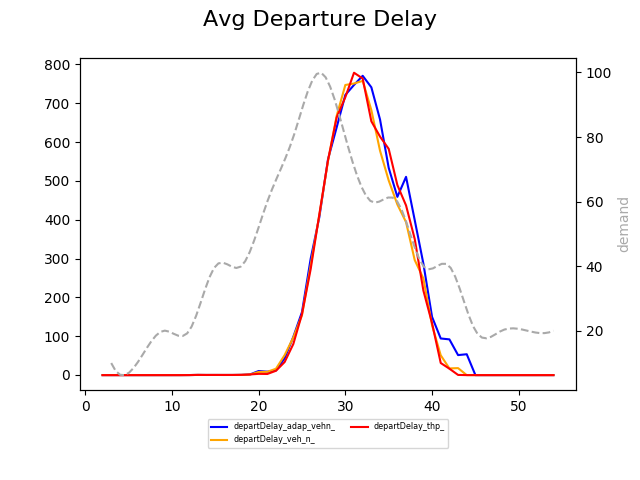 Avg Departure Delay
800
700
600
500
400
300
200
100
0
100
80
60
40
20
demand
0 10 20 30 40 50
departDelay_adap_vehn_ departDelay_thp_
departDelay_veh_n_